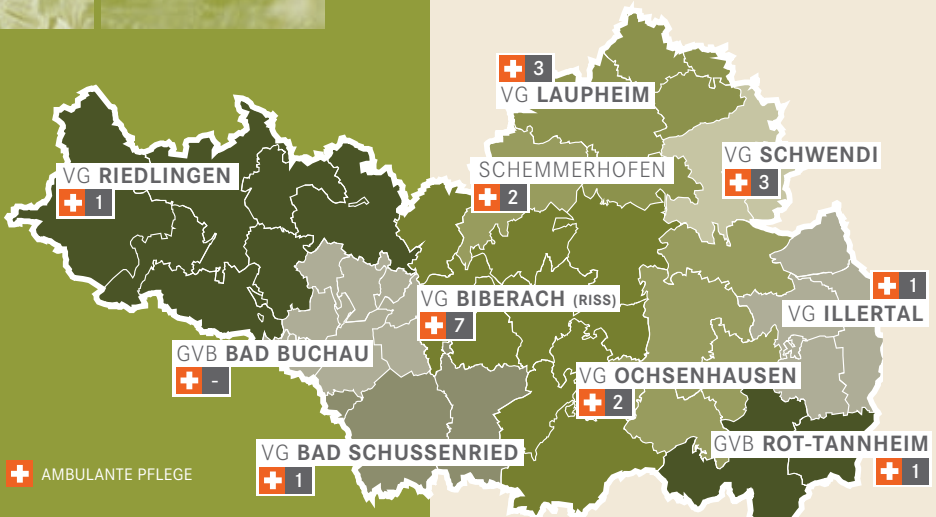 3
VG LAUPHEIM
VG SCHWENDI
3
SCHEMMERHOFEN
2
VG RIEDLINGEN
1
1
VG ILLERTAL
VG BIBERACH (RISS)
7
GVB BAD BUCHAU
-
VG OCHSENHAUSEN
2
GVB ROT-TANNHEIM
1
VG BAD SCHUSSENRIED
1
AMBULANTE PFLEGE